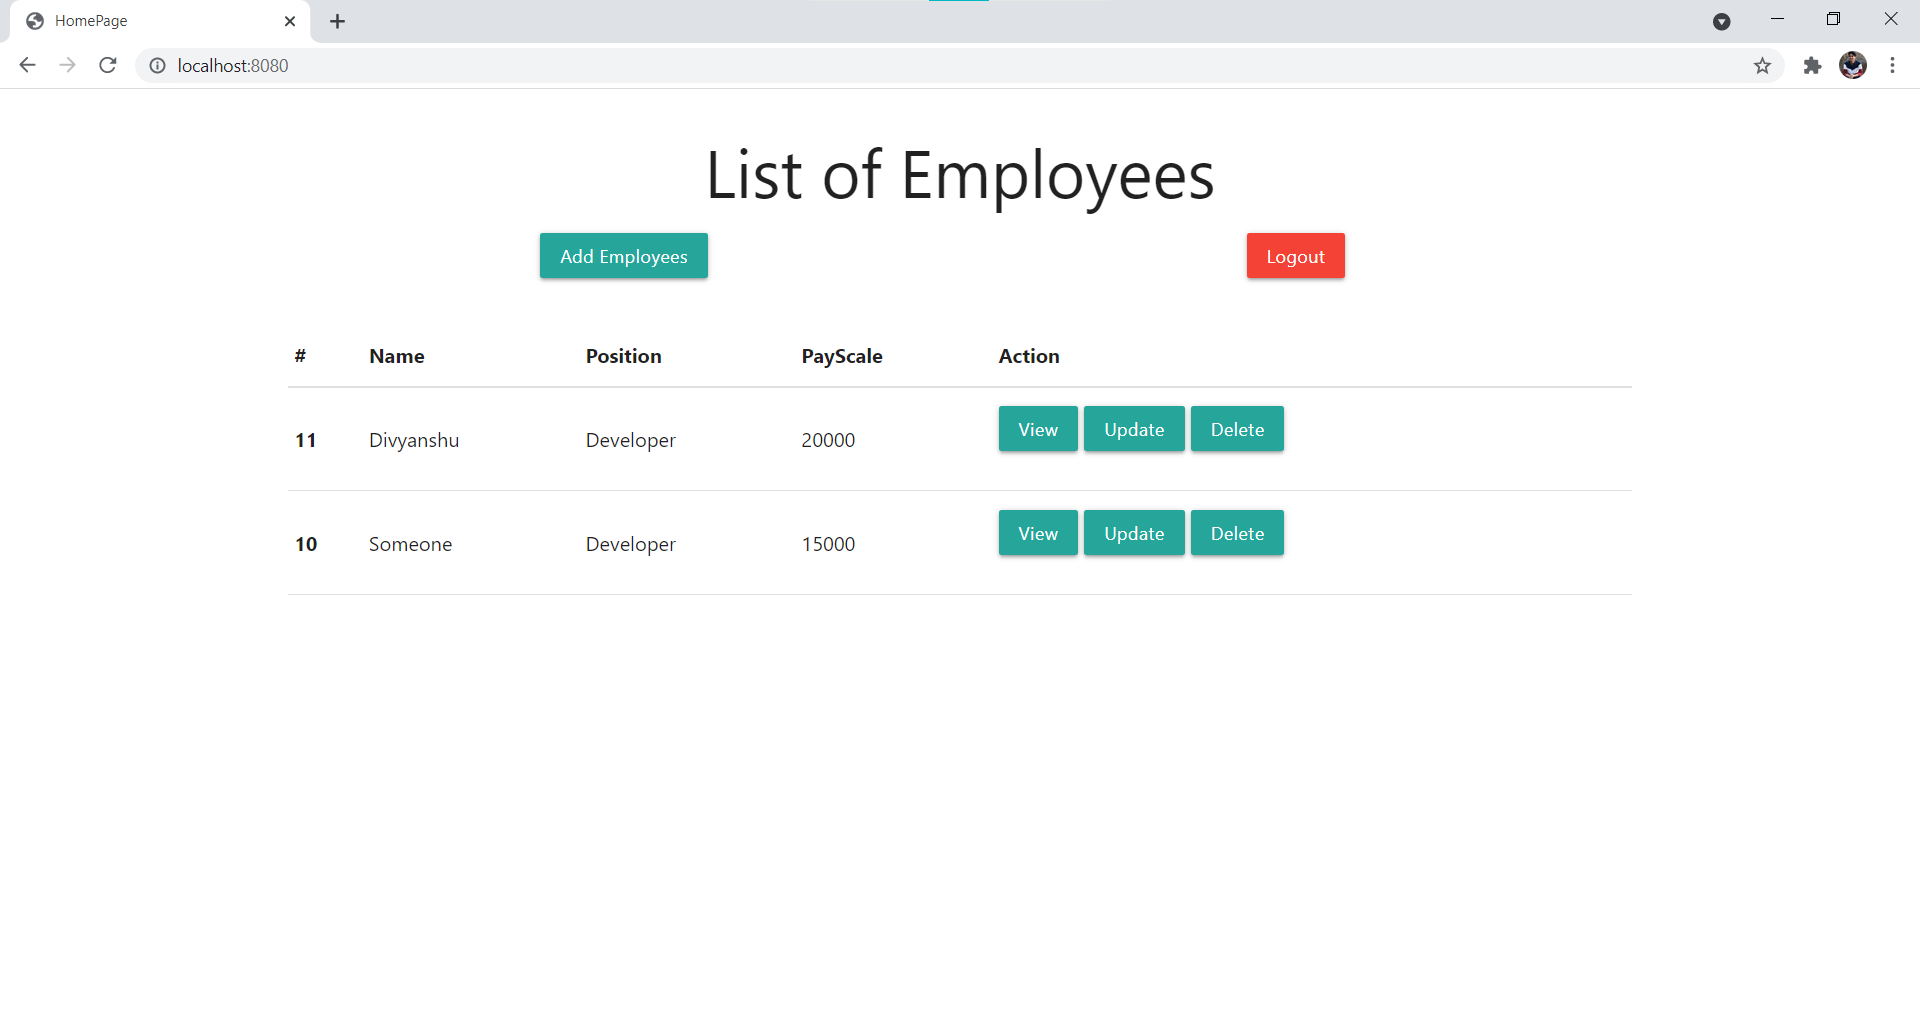 HomePage
localhost:8080
List of Employees
Add Employees Logout
# Name Position PayScale Action
11 Divyanshu Developer 20000 View Update Delete
10 Someone Developer 15000 View Update Delete